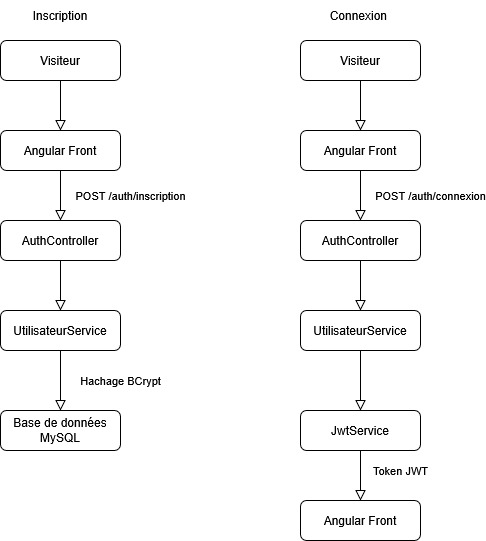 Inscription
Visiteur
Angular Front
POST /auth/inscription
AuthController
UtilisateurService
Hachage BCrypt
Base de données
MySQL
Connexion
Visiteur
Angular Front
POST /auth/connexion
AuthController
UtilisateurService
JwtService
Token JWT
Angular Front